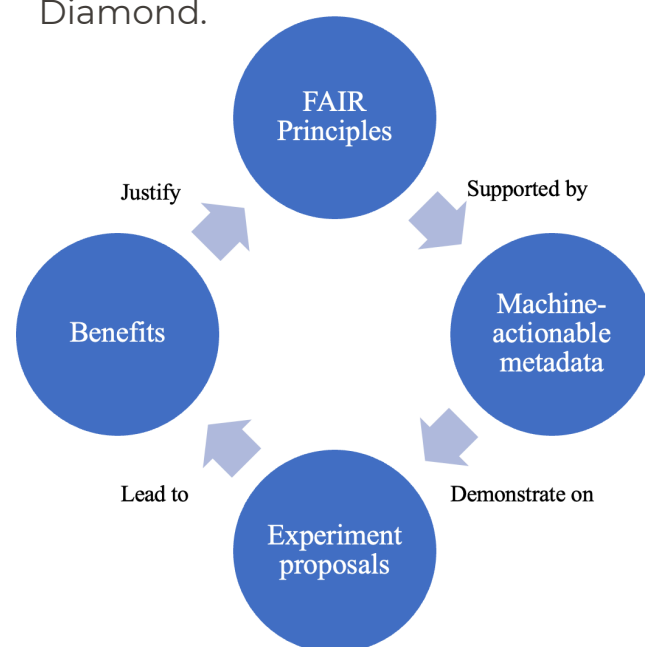 Diamond.
FAIR
Principles
Justify
Supported by
Benefits
Machine-
actionable
metadata
Lead to
Demonstrate on
Experiment
proposals